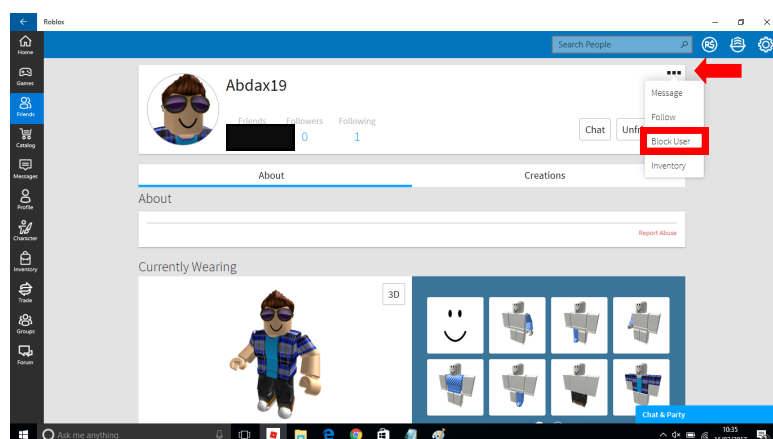 Roblox
Home
Games
Friends
Catalog
Messages
Profile
Character
Inventory
Trade
Groups
Forum
Search People
R$
Abdax19
Friends
Followers
Following
0
1
Chat
Message
Follow
Block User
Inventory
About
Creations
About
Report Abuse
Currently Wearing
3D
Chat & Party
Ask me anything
10:35